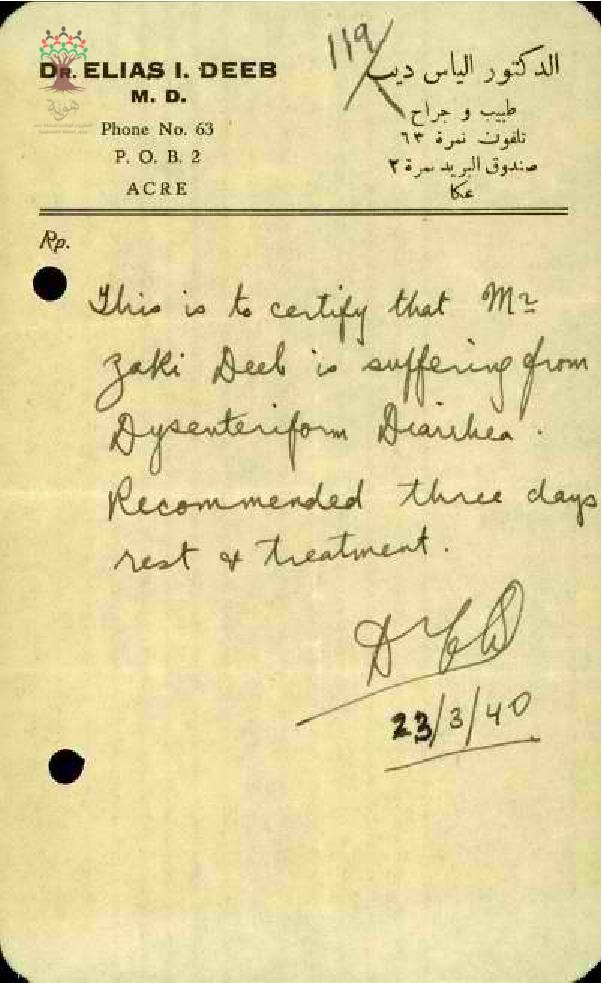 119
DR. ELIAS I. DEEB
M. D.
Phone No. 63
P. O. B. 2
ACRE
الدكتور الياس ديب
طبيب و جراح
تلفون نمرة ٦٣
صندوق البريد نمرة ٢
عكا
هوية
Rp.
This is to certify that Mr
Zaki Deeb is suffering from
Dysenteriform Diarrhea.
Recommended three days
rest & treatment.
23/3/40